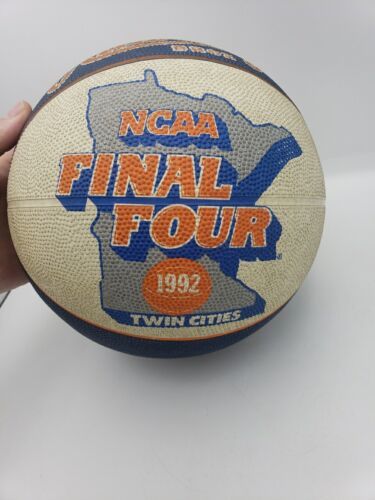 NCAA
FINAL
FOUR
1992
TWIN CITIES